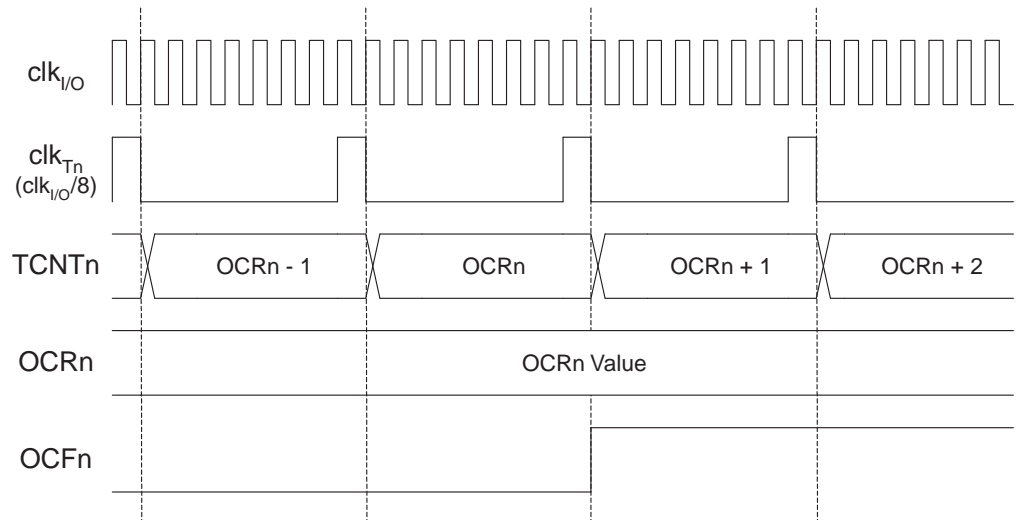 clkI/O
clkTn
(clkI/O/8)
TCNTn OCRn - 1 OCRn OCRn + 1 OCRn + 2
OCRn OCRn Value
OCFn